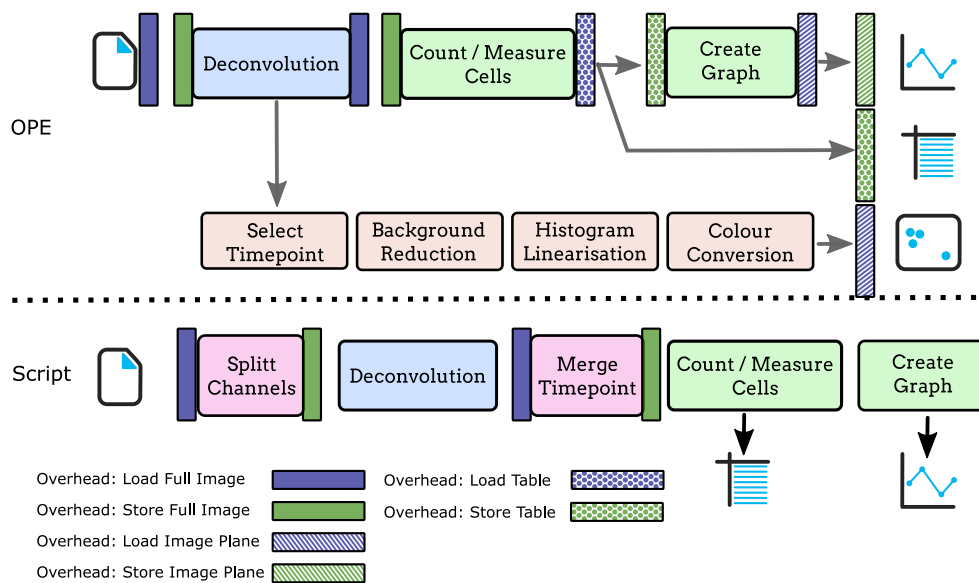 OPE
Deconvolution
Count / Measure
Cells
Create
Graph
Select
Timepoint
Background
Reduction
Histogram
Linearisation
Colour
Conversion
Script
Splitt
Channels
Deconvolution
Merge
Timepoint
Count / Measure
Cells
Create
Graph
Overhead: Load Full Image
Overhead: Store Full Image
Overhead: Load Image Plane
Overhead: Store Image Plane
Overhead: Load Table
Overhead: Store Table